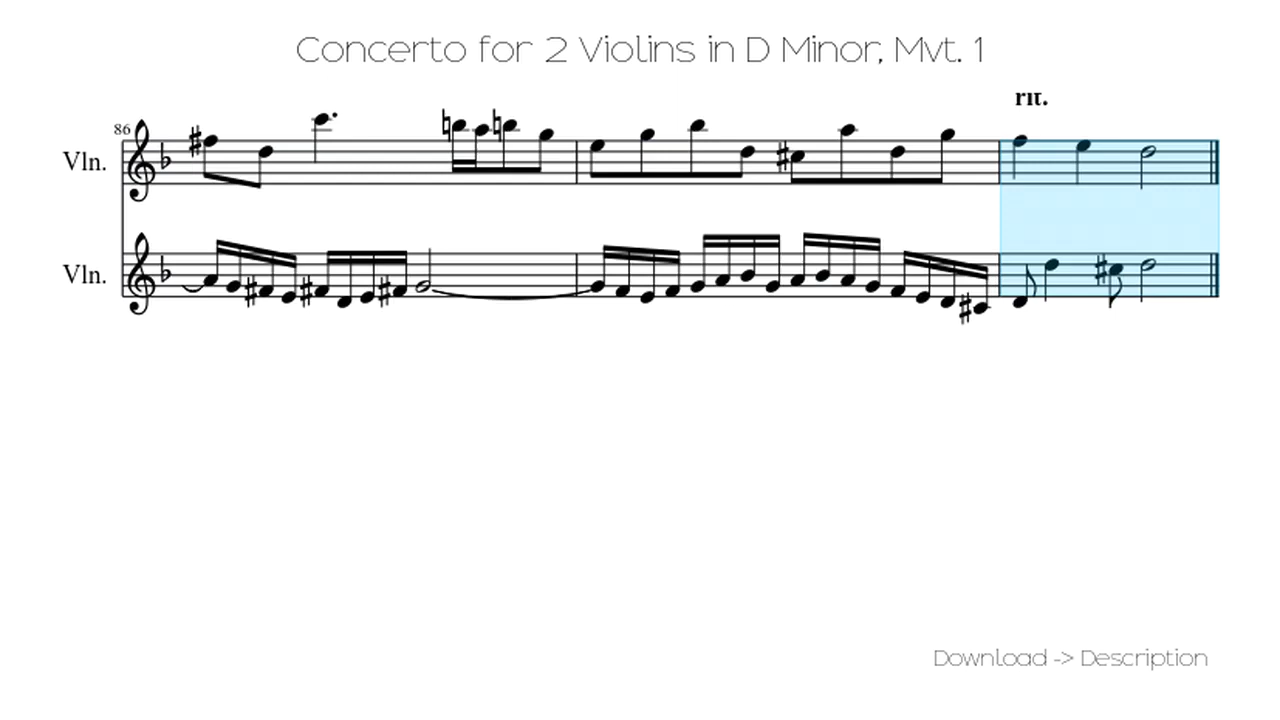 Concerto for 2 Violins in D Minor, Mvt. 1
rit.
86
Vln.
Vln.
Download -> Description